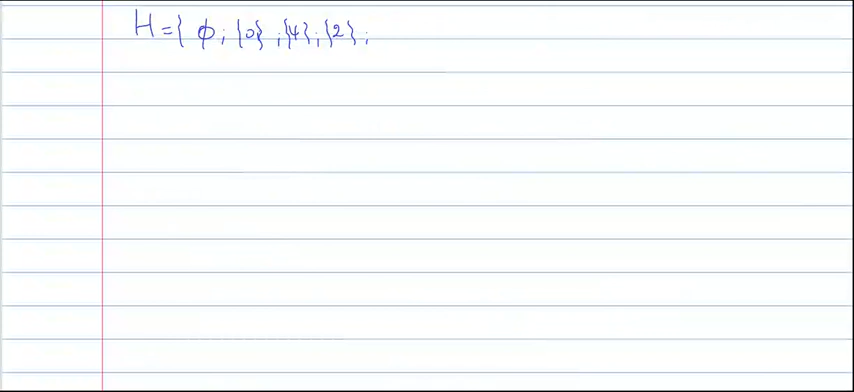 H={ ϕ; {0} ;{4} ; {2} ;